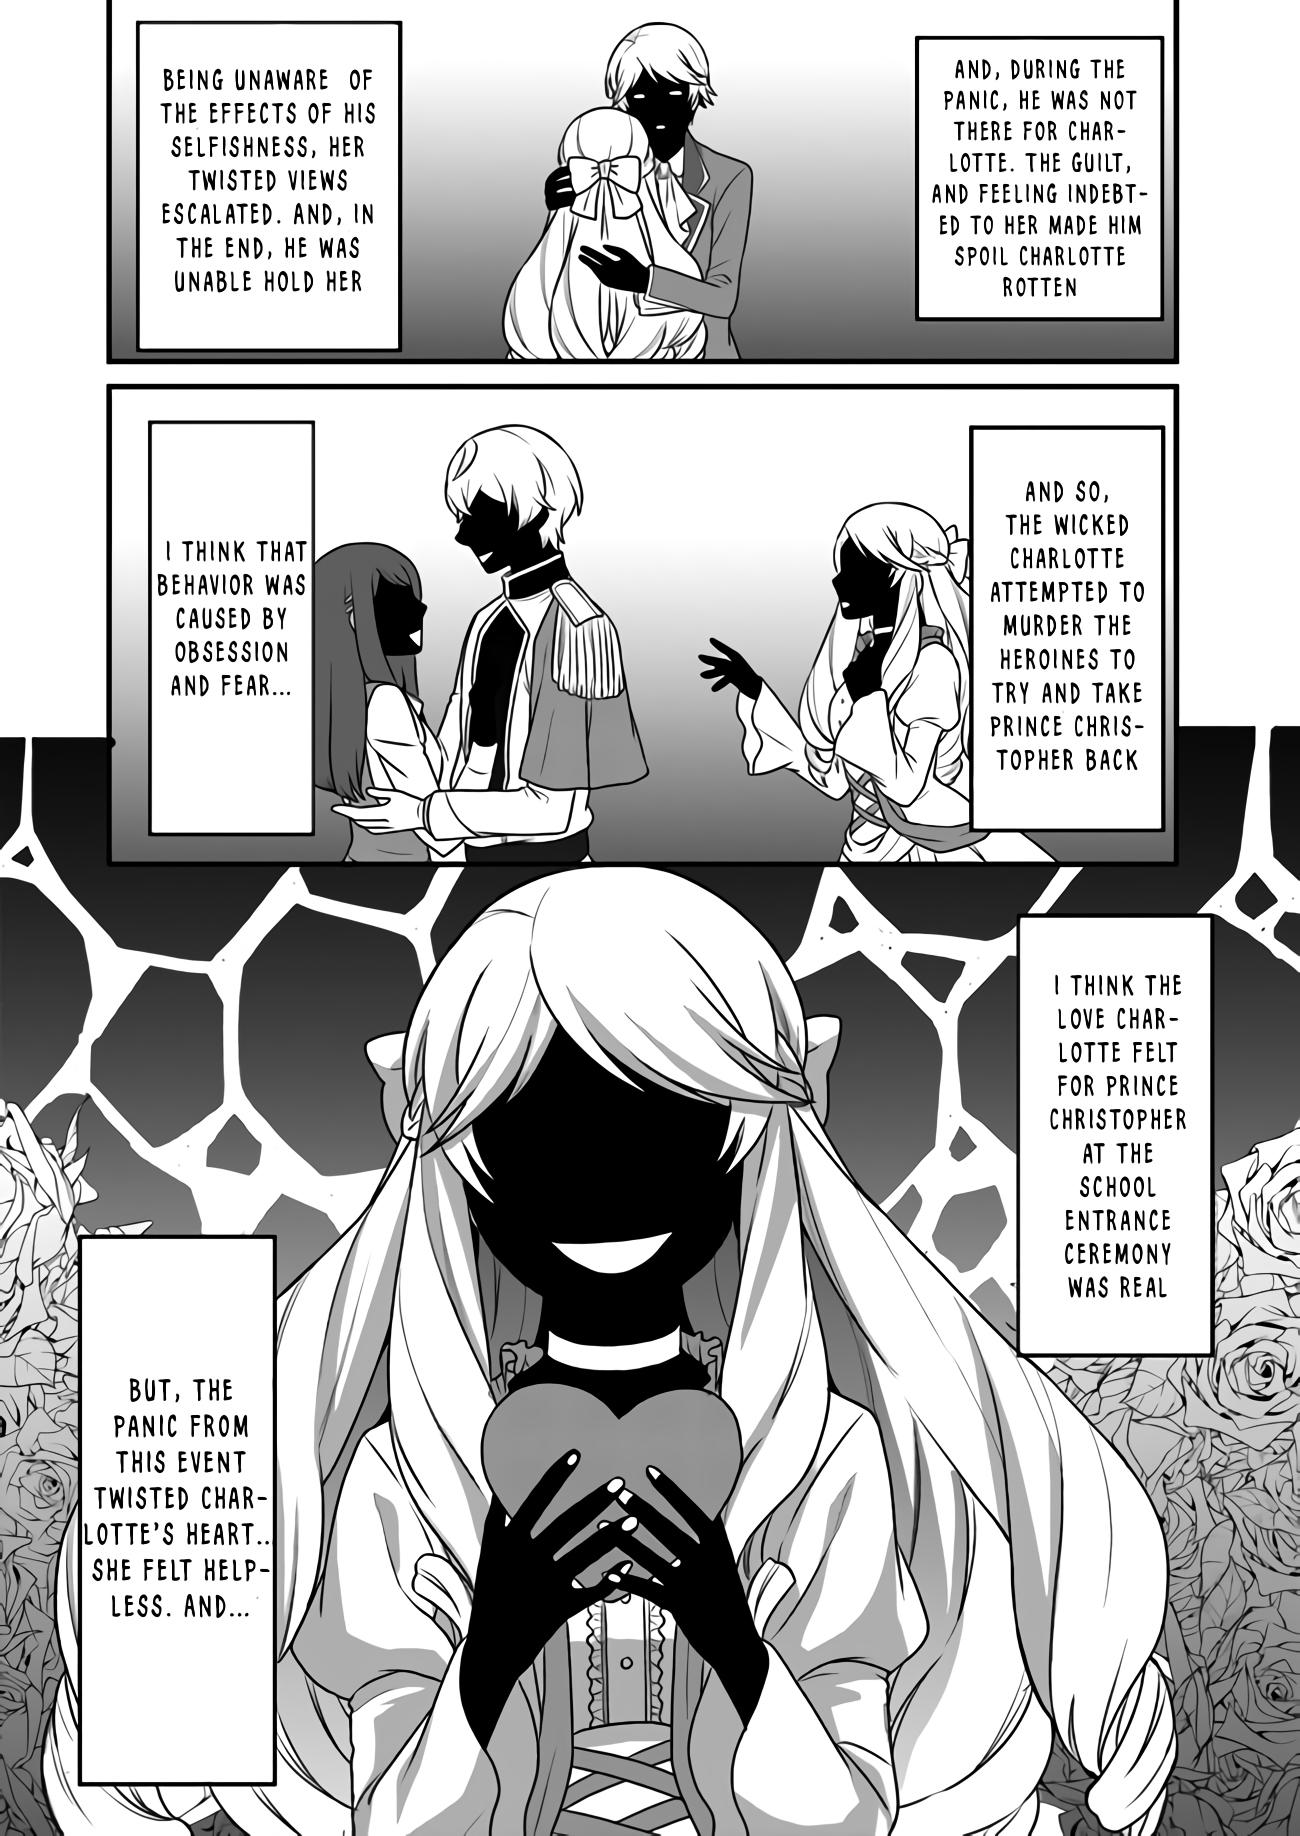 AND, DURING THE
PANIC, HE WAS NOT
THERE FOR CHAR-
LOTTE. THE GUILT,
AND FEELING INDEBT-
ED TO HER MADE HIM
SPOIL CHARLOTTE
ROTTEN
BEING UNAWARE OF
THE EFFECTS OF HIS
SELFISHNESS, HER
TWISTED VIEWS
ESCALATED. AND, IN
THE END, HE WAS
UNABLE HOLD HER
AND SO,
THE WICKED
CHARLOTTE
ATTEMPTED TO
MURDER THE
HEROINES TO
TRY AND TAKE
PRINCE CHRIS-
TOPHER BACK
I THINK THAT
BEHAVIOR WAS
CAUSED BY
OBSESSION
AND FEAR...
I THINK THE
LOVE CHAR-
LOTTE FELT
FOR PRINCE
CHRISTOPHER
AT THE
SCHOOL
ENTRANCE
CEREMONY
WAS REAL
BUT, THE
PANIC FROM
THIS EVENT
TWISTED CHAR-
LOTTE'S HEART...
SHE FELT HELP-
LESS. AND...